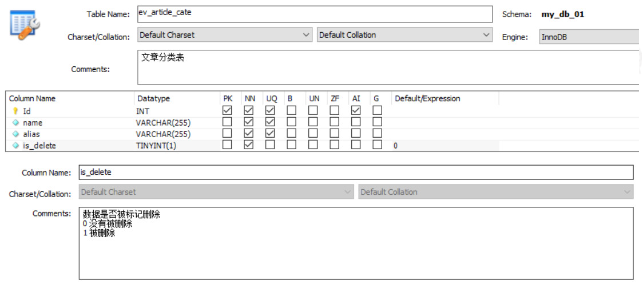 Table Name: ev_article_cate Schema: my_db_01
Charset/Collation: Default Charset Default Collation Engine: InnoDB
Comments: 文章分类表
Column Name Datatype PK NN UQ B UN ZF AI G Default/Expression
Id INT
name VARCHAR(255)
alias VARCHAR(255)
is_delete TINYINT(1) 0
Column Name: is_delete
Charset/Collation: Default Charset Default Collation
Comments: 数据是否被标记删除
0 没有被删除
1 被删除